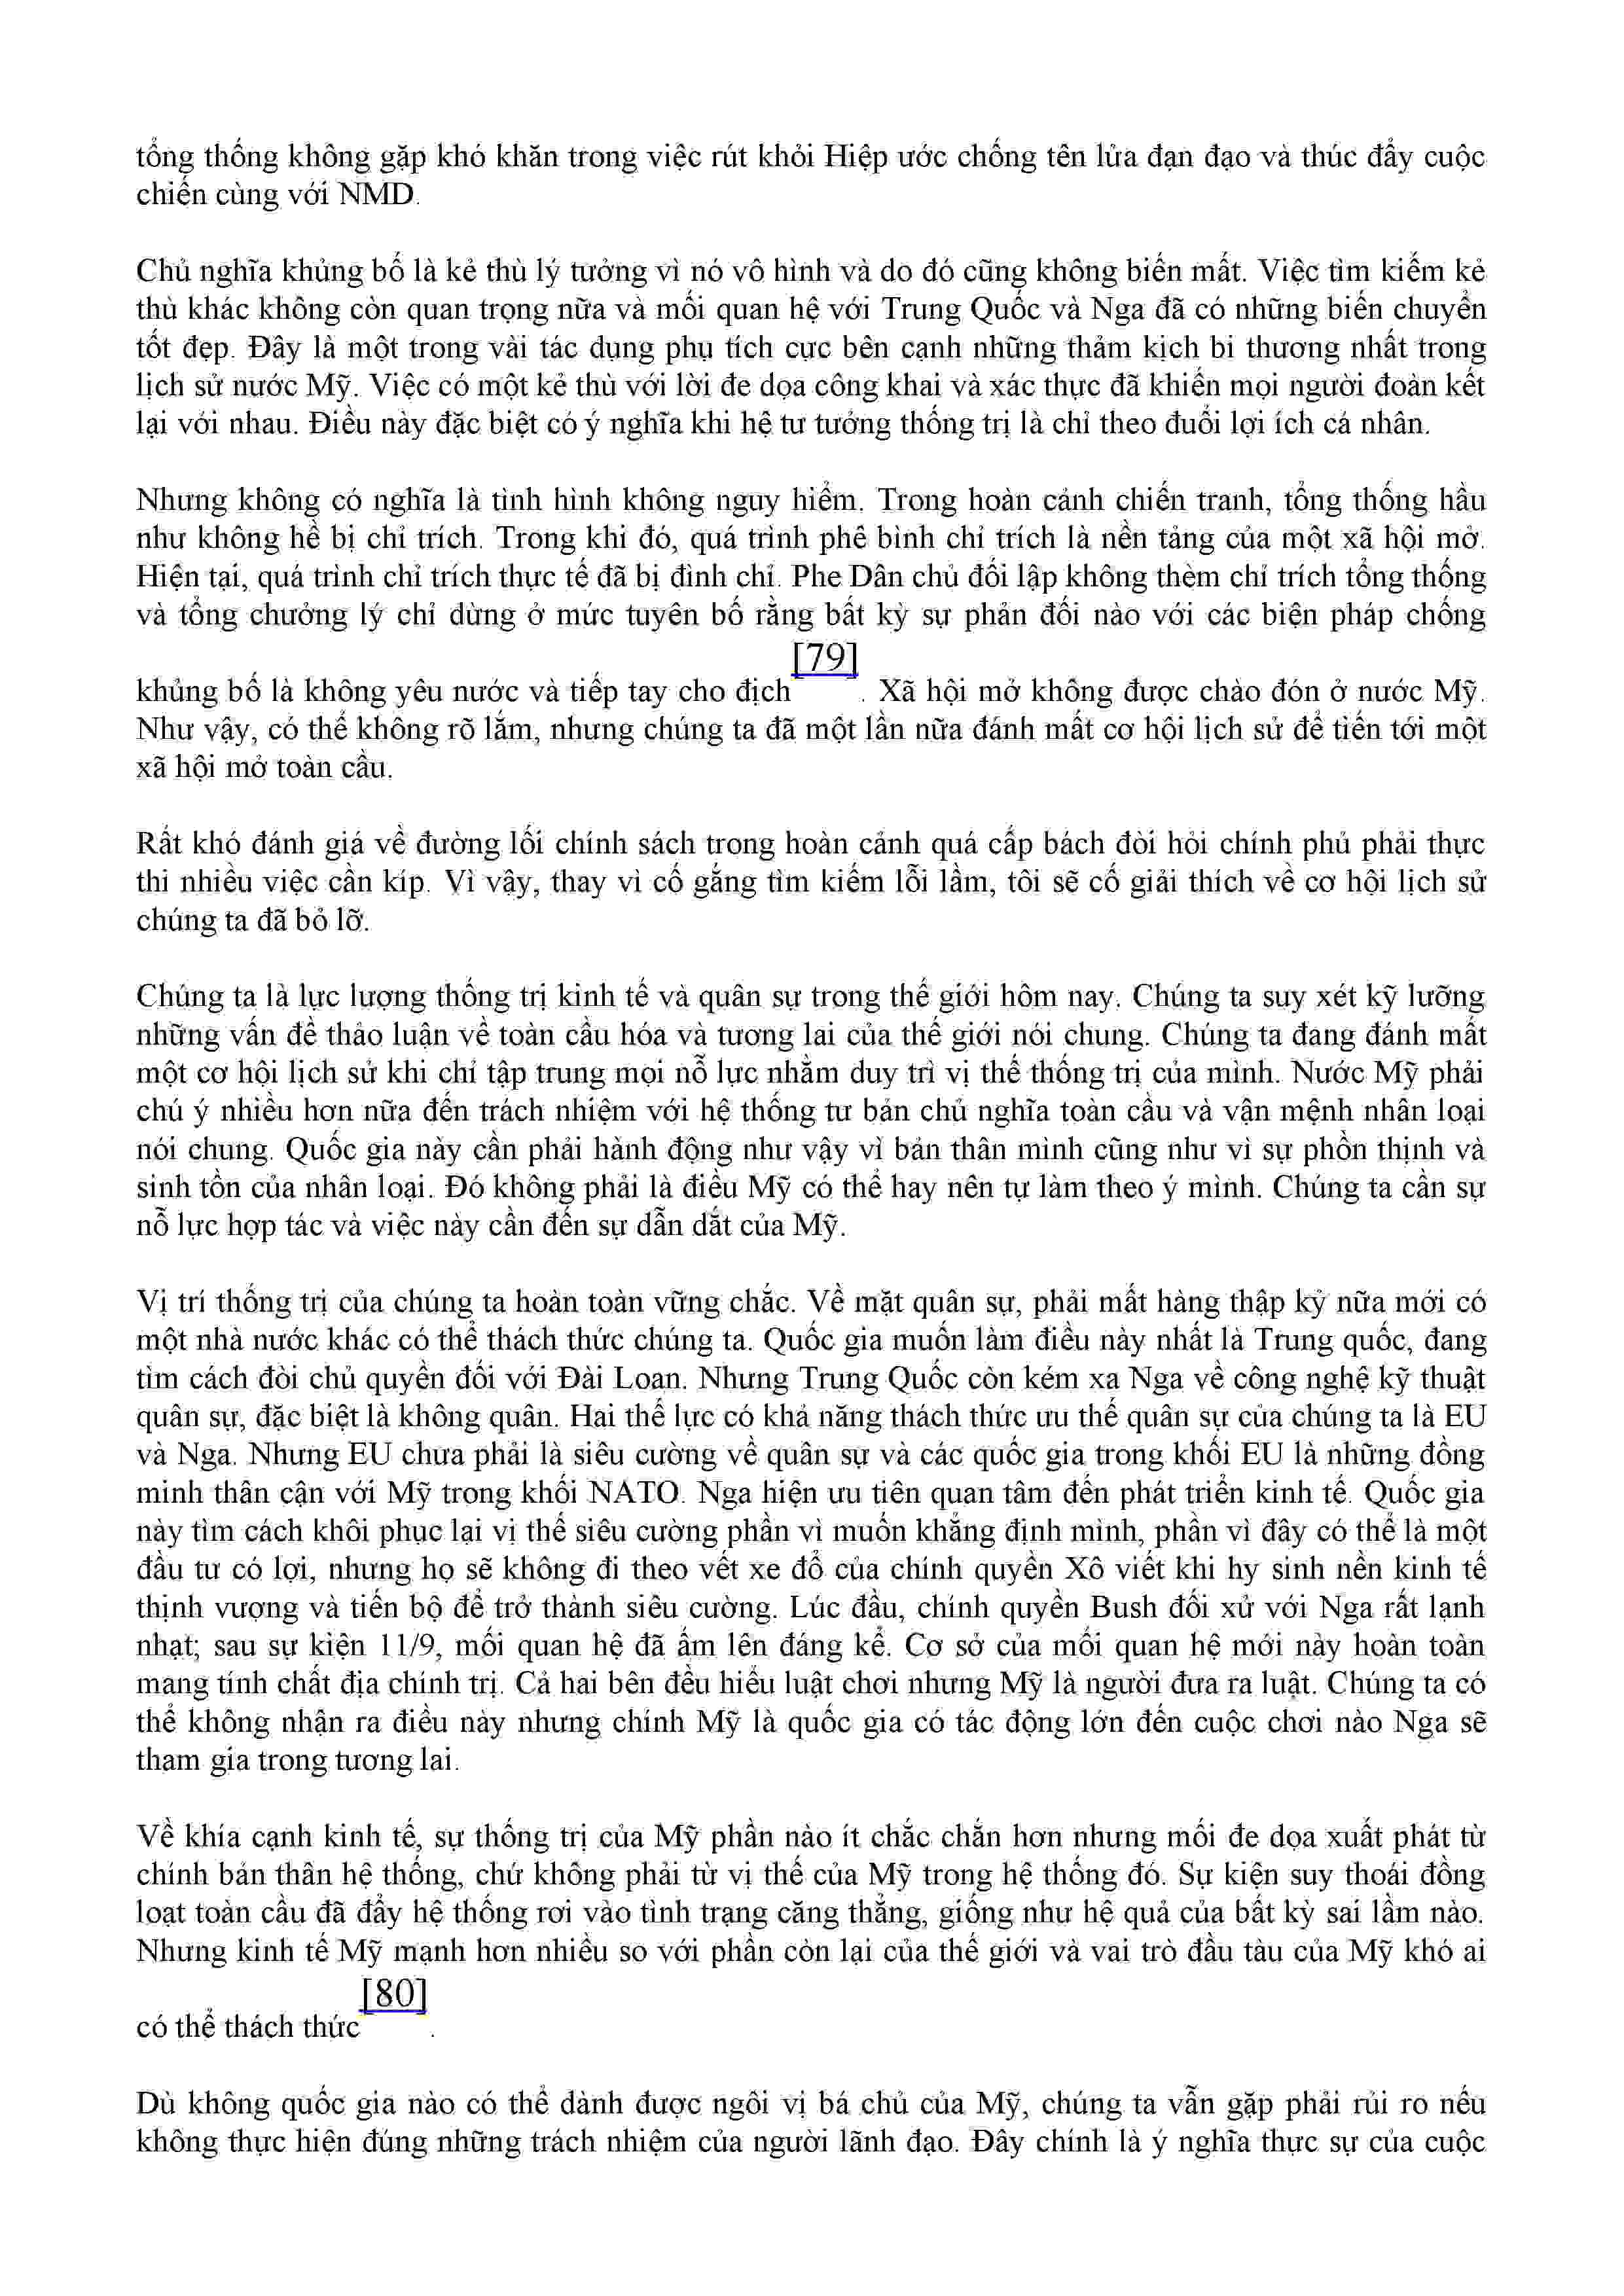 tổng thống không gặp khó khăn trong việc rút khỏi Hiệp ước chống tên lửa đạn đạo và thúc đẩy cuộc
chiến cùng với NMD.
Chủ nghĩa khủng bố là kẻ thù lý tưởng vì nó vô hình và do đó cũng không biến mất. Việc tìm kiếm kẻ
thù khác không còn quan trọng nữa và mối quan hệ với Trung Quốc và Nga đã có những biến chuyển
tốt đẹp. Đây là một trong vài tác dụng phụ tích cực bên cạnh những thảm kịch bi thương nhất trong
lịch sử nước Mỹ. Việc có một kẻ thù với lời đe dọa công khai và xác thực đã khiến mọi người đoàn kết
lại với nhau. Điều này đặc biệt có ý nghĩa khi hệ tư tưởng thống trị là chỉ theo đuổi lợi ích cá nhân.
Nhưng không có nghĩa là tình hình không nguy hiểm. Trong hoàn cảnh chiến tranh, tổng thống hầu
như không hề bị chỉ trích. Trong khi đó, quá trình phê bình chỉ trích là nền tảng của một xã hội mở.
Hiện tại, quá trình chỉ trích thực tế đã bị đình chỉ. Phe Dân chủ đối lập không thèm chỉ trích tổng thống
và tổng chưởng lý chỉ dừng ở mức tuyên bố rằng bất kỳ sự phản đối nào với các biện pháp chống
khủng bố là không yêu nước và tiếp tay cho địch[79]. Xã hội mở không được chào đón ở nước Mỹ.
Như vậy, có thể không rõ lắm, nhưng chúng ta đã một lần nữa đánh mất cơ hội lịch sử để tiến tới một
xã hội mở toàn cầu.
Rất khó đánh giá về đường lối chính sách trong hoàn cảnh quá cấp bách đòi hỏi chính phủ phải thực
thi nhiều việc cần kíp. Vì vậy, thay vì cố gắng tìm kiếm lỗi lầm, tôi sẽ cố giải thích về cơ hội lịch sử
chúng ta đã bỏ lỡ.
Chúng ta là lực lượng thống trị kinh tế và quân sự trong thế giới hôm nay. Chúng ta suy xét kỹ lưỡng
những vấn đề thảo luận về toàn cầu hóa và tương lai của thế giới nói chung. Chúng ta đang đánh mất
một cơ hội lịch sử khi chỉ tập trung mọi nỗ lực nhằm duy trì vị thế thống trị của mình. Nước Mỹ phải
chú ý nhiều hơn nữa đến trách nhiệm với hệ thống tư bản chủ nghĩa toàn cầu và vận mệnh nhân loại
nói chung. Quốc gia này cần phải hành động như vậy vì bản thân mình cũng như vì sự phồn thịnh và
sinh tồn của nhân loại. Đó không phải là điều Mỹ có thể hay nên tự làm theo ý mình. Chúng ta cần sự
nỗ lực hợp tác và việc này cần đến sự dẫn dắt của Mỹ.
Vị trí thống trị của chúng ta hoàn toàn vững chắc. Về mặt quân sự, phải mất hàng thập kỷ nữa mới có
một nhà nước khác có thể thách thức chúng ta. Quốc gia muốn làm điều này nhất là Trung quốc, đang
tìm cách đòi chủ quyền đối với Đài Loan. Nhưng Trung Quốc còn kém xa Nga về công nghệ kỹ thuật
quân sự, đặc biệt là không quân. Hai thế lực có khả năng thách thức ưu thế quân sự của chúng ta là EU
và Nga. Nhưng EU chưa phải là siêu cường về quân sự và các quốc gia trong khối EU là những đồng
minh thân cận với Mỹ trong khối NATO. Nga hiện ưu tiên quan tâm đến phát triển kinh tế. Quốc gia
này tìm cách khôi phục lại vị thế siêu cường phần vì muốn khẳng định mình, phần vì đây có thể là một
đầu tư có lợi, nhưng họ sẽ không đi theo vết xe đổ của chính quyền Xô viết khi hy sinh nền kinh tế
thịnh vượng và tiến bộ để trở thành siêu cường. Lúc đầu, chính quyền Bush đối xử với Nga rất lạnh
nhạt; sau sự kiện 11/9, mối quan hệ đã ấm lên đáng kể. Cơ sở của mối quan hệ mới này hoàn toàn
mang tính chất địa chính trị. Cả hai bên đều hiểu luật chơi nhưng Mỹ là người đưa ra luật. Chúng ta có
thể không nhận ra điều này nhưng chính Mỹ là quốc gia có tác động lớn đến cuộc chơi nào Nga sẽ
tham gia trong tương lai.
Về khía cạnh kinh tế, sự thống trị của Mỹ phần nào ít chắc chắn hơn nhưng mối đe dọa xuất phát từ
chính bản thân hệ thống, chứ không phải từ vị thế của Mỹ trong hệ thống đó. Sự kiện suy thoái đồng
loạt toàn cầu đã đẩy hệ thống rơi vào tình trạng căng thẳng, giống như hệ quả của bất kỳ sai lầm nào.
Nhưng kinh tế Mỹ mạnh hơn nhiều so với phần còn lại của thế giới và vai trò đầu tàu của Mỹ khó ai
có thể thách thức[80].
Dù không quốc gia nào có thể dành được ngôi vị bá chủ của Mỹ, chúng ta vẫn gặp phải rủi ro nếu
không thực hiện đúng những trách nhiệm của người lãnh đạo. Đây chính là ý nghĩa thực sự của cuộc